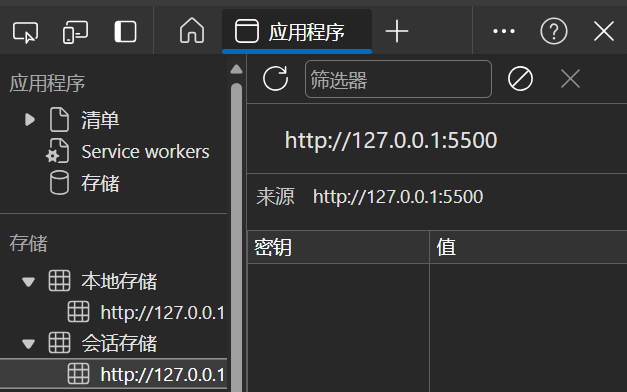 应用程序
应用程序
清单
Service workers
存储
存储
本地存储
http://127.0.0.1
会话存储
http://127.0.0.1
筛选器
http://127.0.0.1:5500
来源 http://127.0.0.1:5500
密钥 值